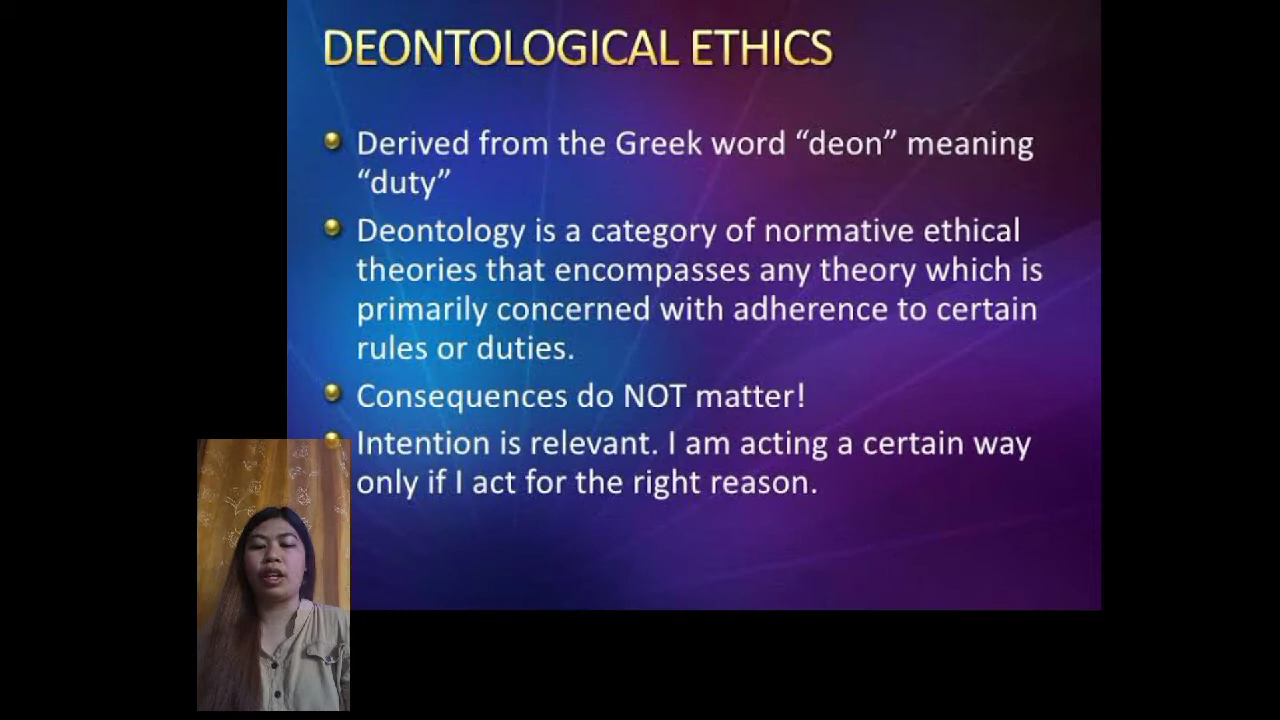 DEONTOLOGICAL ETHICS
Derived from the Greek word “deon” meaning
“duty”
Deontology is a category of normative ethical
theories that encompasses any theory which is
primarily concerned with adherence to certain
rules or duties.
Consequences do NOT matter!
Intention is relevant. I am acting a certain way
only if I act for the right reason.